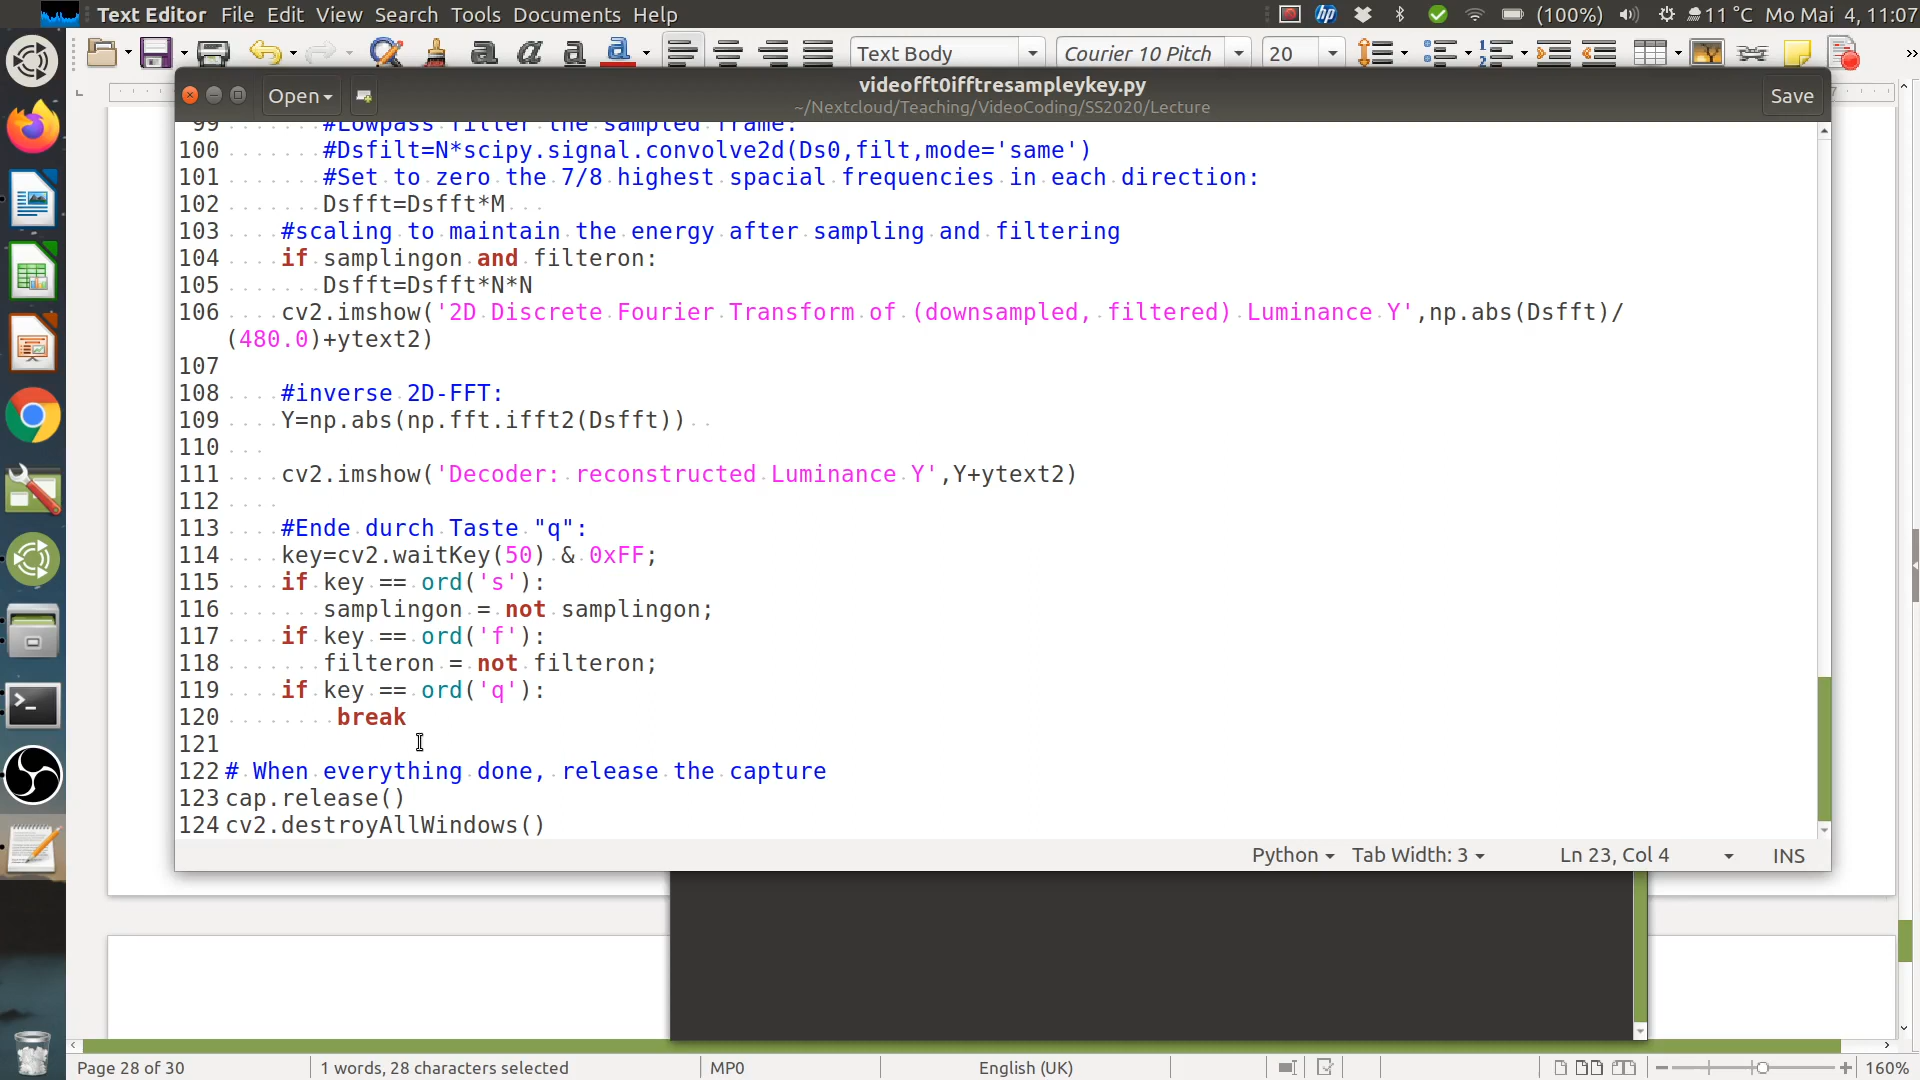 Text Editor File Edit View Search Tools Documents Help
(100%) 11 °C Mo Mai 4, 11:07
Text Body Courier 10 Pitch 20
Open videofft0ifftresampleykey.py Save
~/Nextcloud/Teaching/VideoCoding/SS2020/Lecture
99 #Lowpass filter the sampled frame:
100 #Dsfilt=N*scipy.signal.convolve2d(Ds0,filt,mode='same')
101 #Set to zero the 7/8 highest spacial frequencies in each direction:
102 Dsfft=Dsfft*M
103 #scaling to maintain the energy after sampling and filtering
104 if samplingon and filteron:
105 Dsfft=Dsfft*N*N
106 cv2.imshow('2D Discrete Fourier Transform of (downsampled, filtered) Luminance Y',np.abs(Dsfft)/
(480.0)+ytext2)
107
108 #inverse 2D-FFT:
109 Y=np.abs(np.fft.ifft2(Dsfft))
110
111 cv2.imshow('Decoder: reconstructed Luminance Y',Y+ytext2)
112
113 #Ende durch Taste "q":
114 key=cv2.waitKey(50) & 0xFF;
115 if key == ord('s'):
116 samplingon = not samplingon;
117 if key == ord('f'):
118 filteron = not filteron;
119 if key == ord('q'):
120 break
121
122 # When everything done, release the capture
123 cap.release()
124 cv2.destroyAllWindows()
Python Tab Width: 3 Ln 23, Col 4 INS
Page 28 of 30 1 words, 28 characters selected MP0 English (UK) 160%